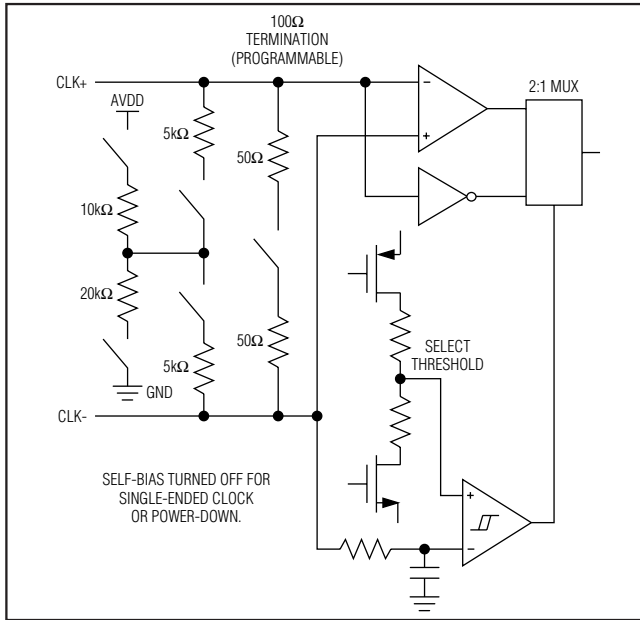 100Ω
TERMINATION
(PROGRAMMABLE)
2:1 MUX
CLK+
AVDD
5kΩ
50Ω
10kΩ
20kΩ
50Ω
5kΩ
SELECT
THRESHOLD
GND
CLK-
SELF-BIAS TURNED OFF FOR
SINGLE-ENDED CLOCK
OR POWER-DOWN.
−
+
+
−